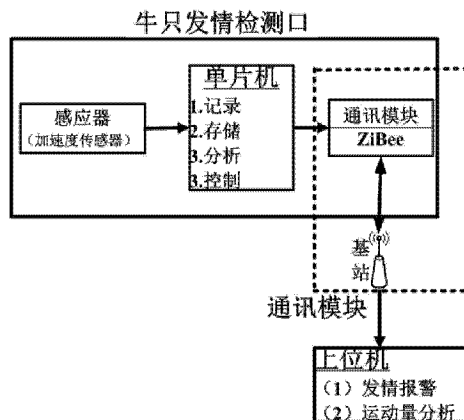 牛只发情检测口
单片机
1.记录
2.存储
3.分析
3.控制
感应器
(加速度传感器)
通讯模块
ZiBee
基站
通讯模块
上位机
(1) 发情报警
(2) 运动量分析